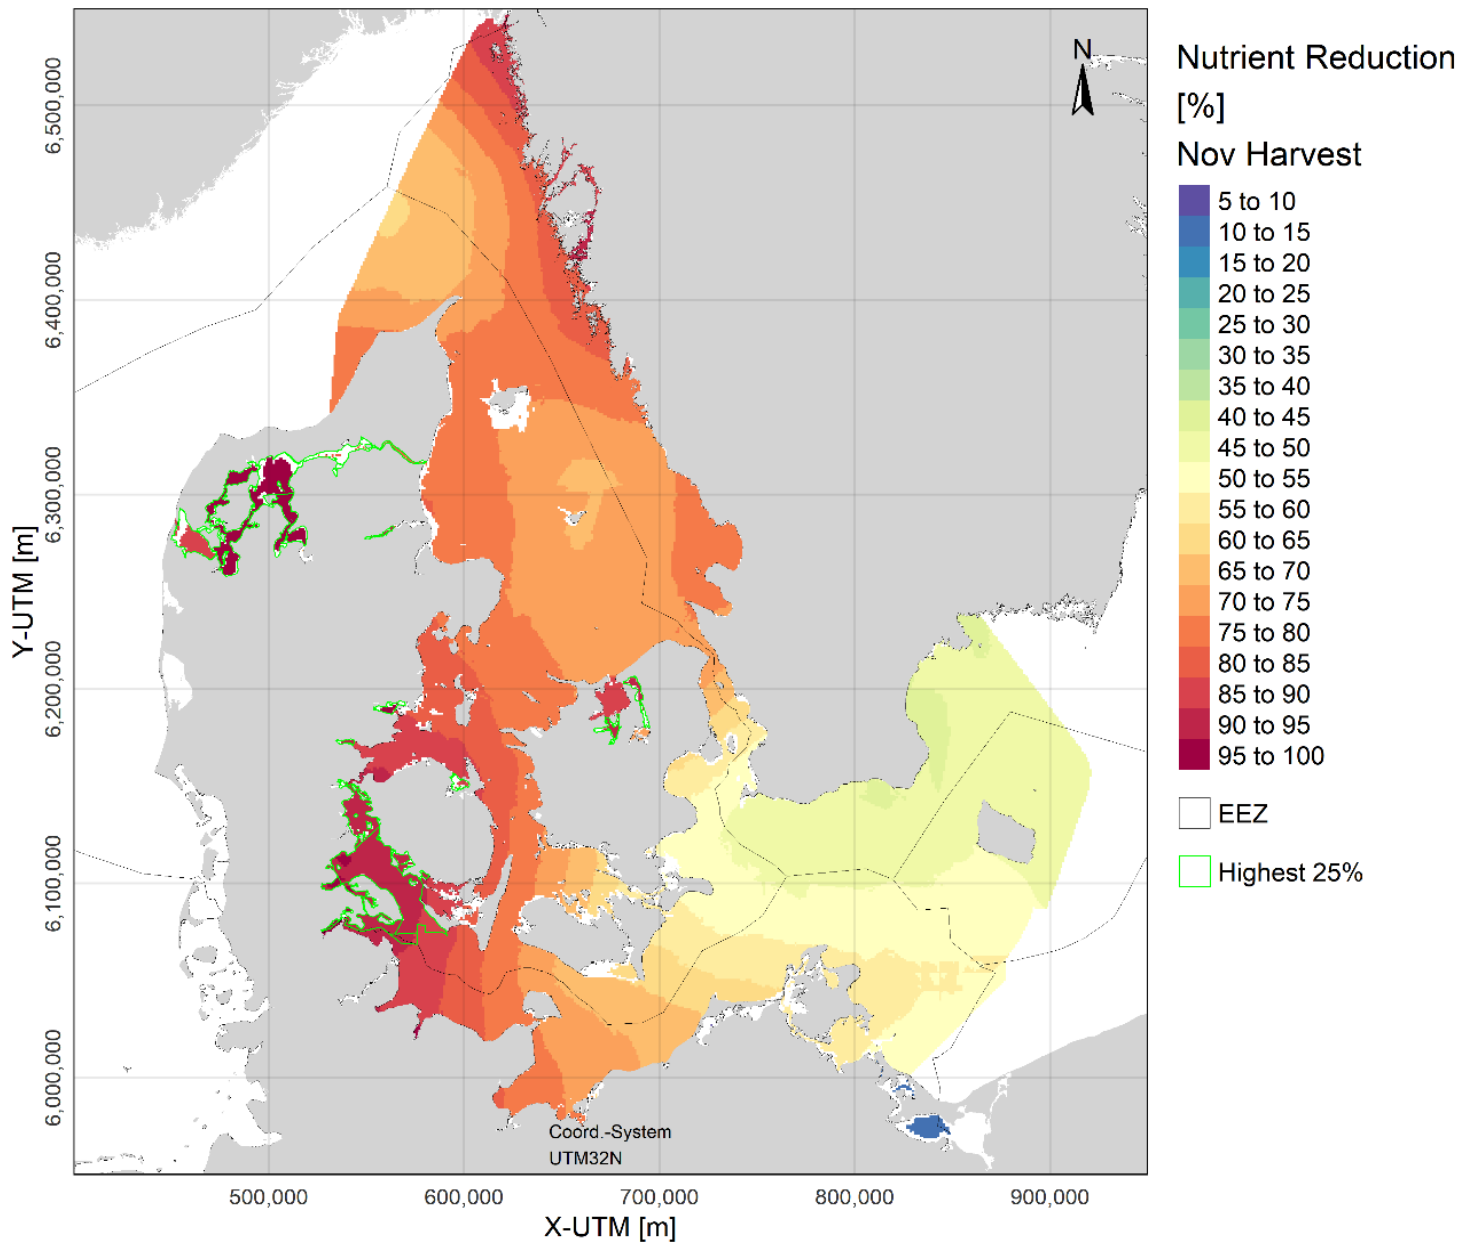 N
Nutrient Reduction
[%]
Nov Harvest
5 to 10
10 to 15
15 to 20
20 to 25
25 to 30
30 to 35
35 to 40
40 to 45
45 to 50
50 to 55
55 to 60
60 to 65
65 to 70
70 to 75
75 to 80
80 to 85
85 to 90
90 to 95
95 to 100
EEZ
Highest 25%
Y-UTM [m]
6,500,000
6,400,000
6,300,000
6,200,000
6,100,000
6,000,000
Coord.-System
UTM32N
500,000
600,000
700,000
800,000
900,000
X-UTM [m]